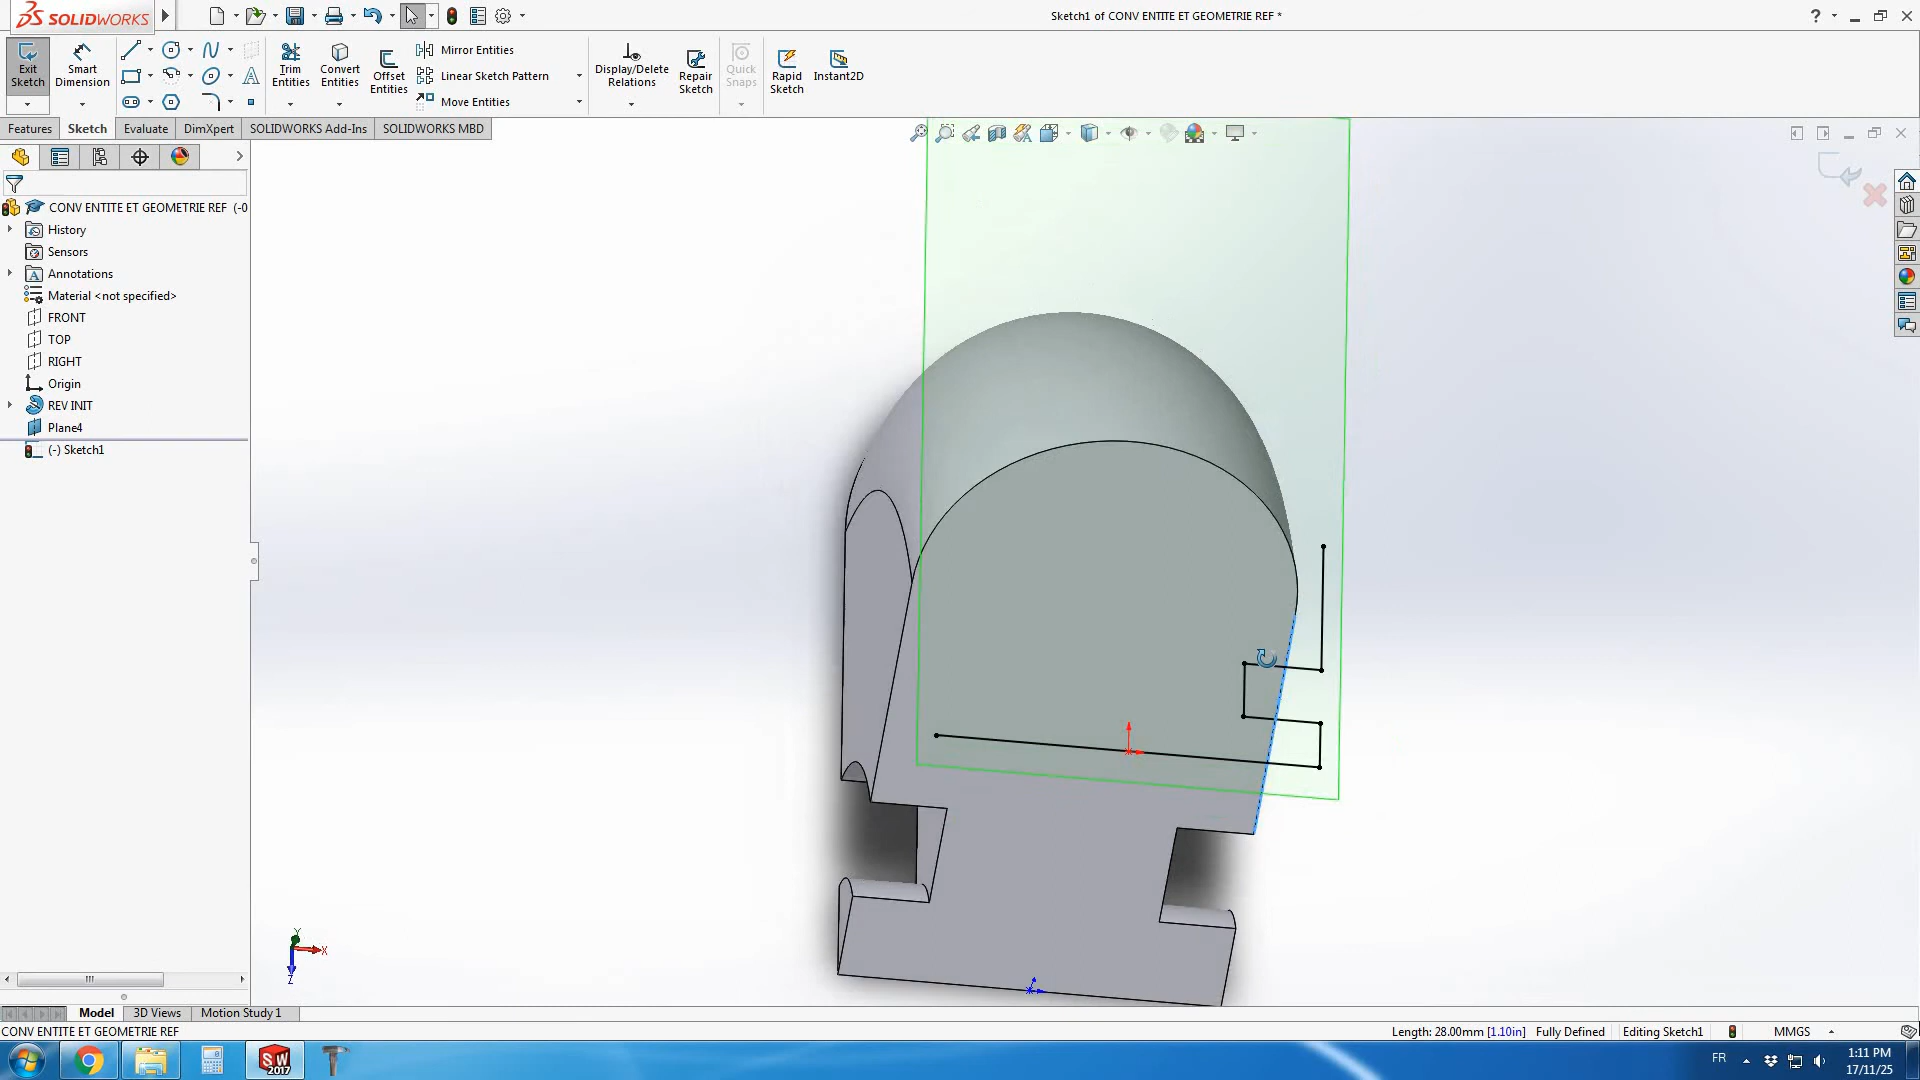 SOLIDWORKS
Sketch1 of CONV ENTITE ET GEOMETRIE REF *
Exit Sketch
Smart Dimension
Trim Entities
Convert Entities
Offset Entities
Mirror Entities
Linear Sketch Pattern
Move Entities
Display/Delete Relations
Repair Sketch
Quick Snaps
Rapid Sketch
Instant2D
Features
Sketch
Evaluate
DimXpert
SOLIDWORKS Add-Ins
SOLIDWORKS MBD
CONV ENTITE ET GEOMETRIE REF (-0
History
Sensors
Annotations
Material <not specified>
FRONT
TOP
RIGHT
Origin
REV INIT
Plane4
(-) Sketch1
Y
X
Z
Model
3D Views
Motion Study 1
CONV ENTITE ET GEOMETRIE REF
Length: 28.00mm [1.10in]
Fully Defined
Editing Sketch1
MMGS
SW
2017
FR
1:11 PM
17/11/25